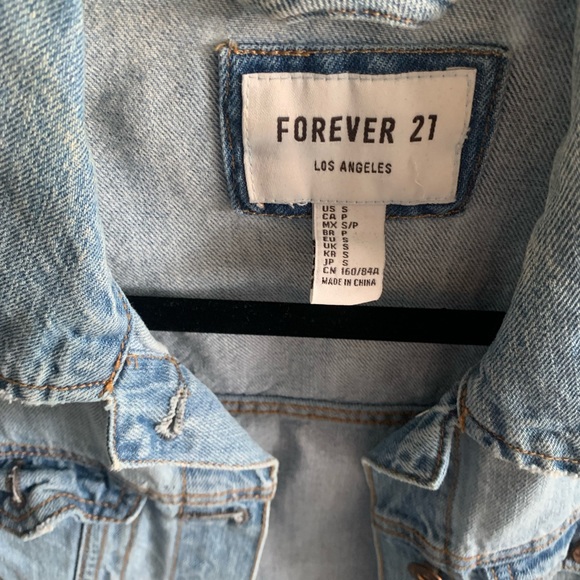 FOREVER 21
LOS ANGELES
US S
CA P
MX S/P
BR P
EU S
UK S
KR S
JP S
CN 160/84A
MADE IN CHINA